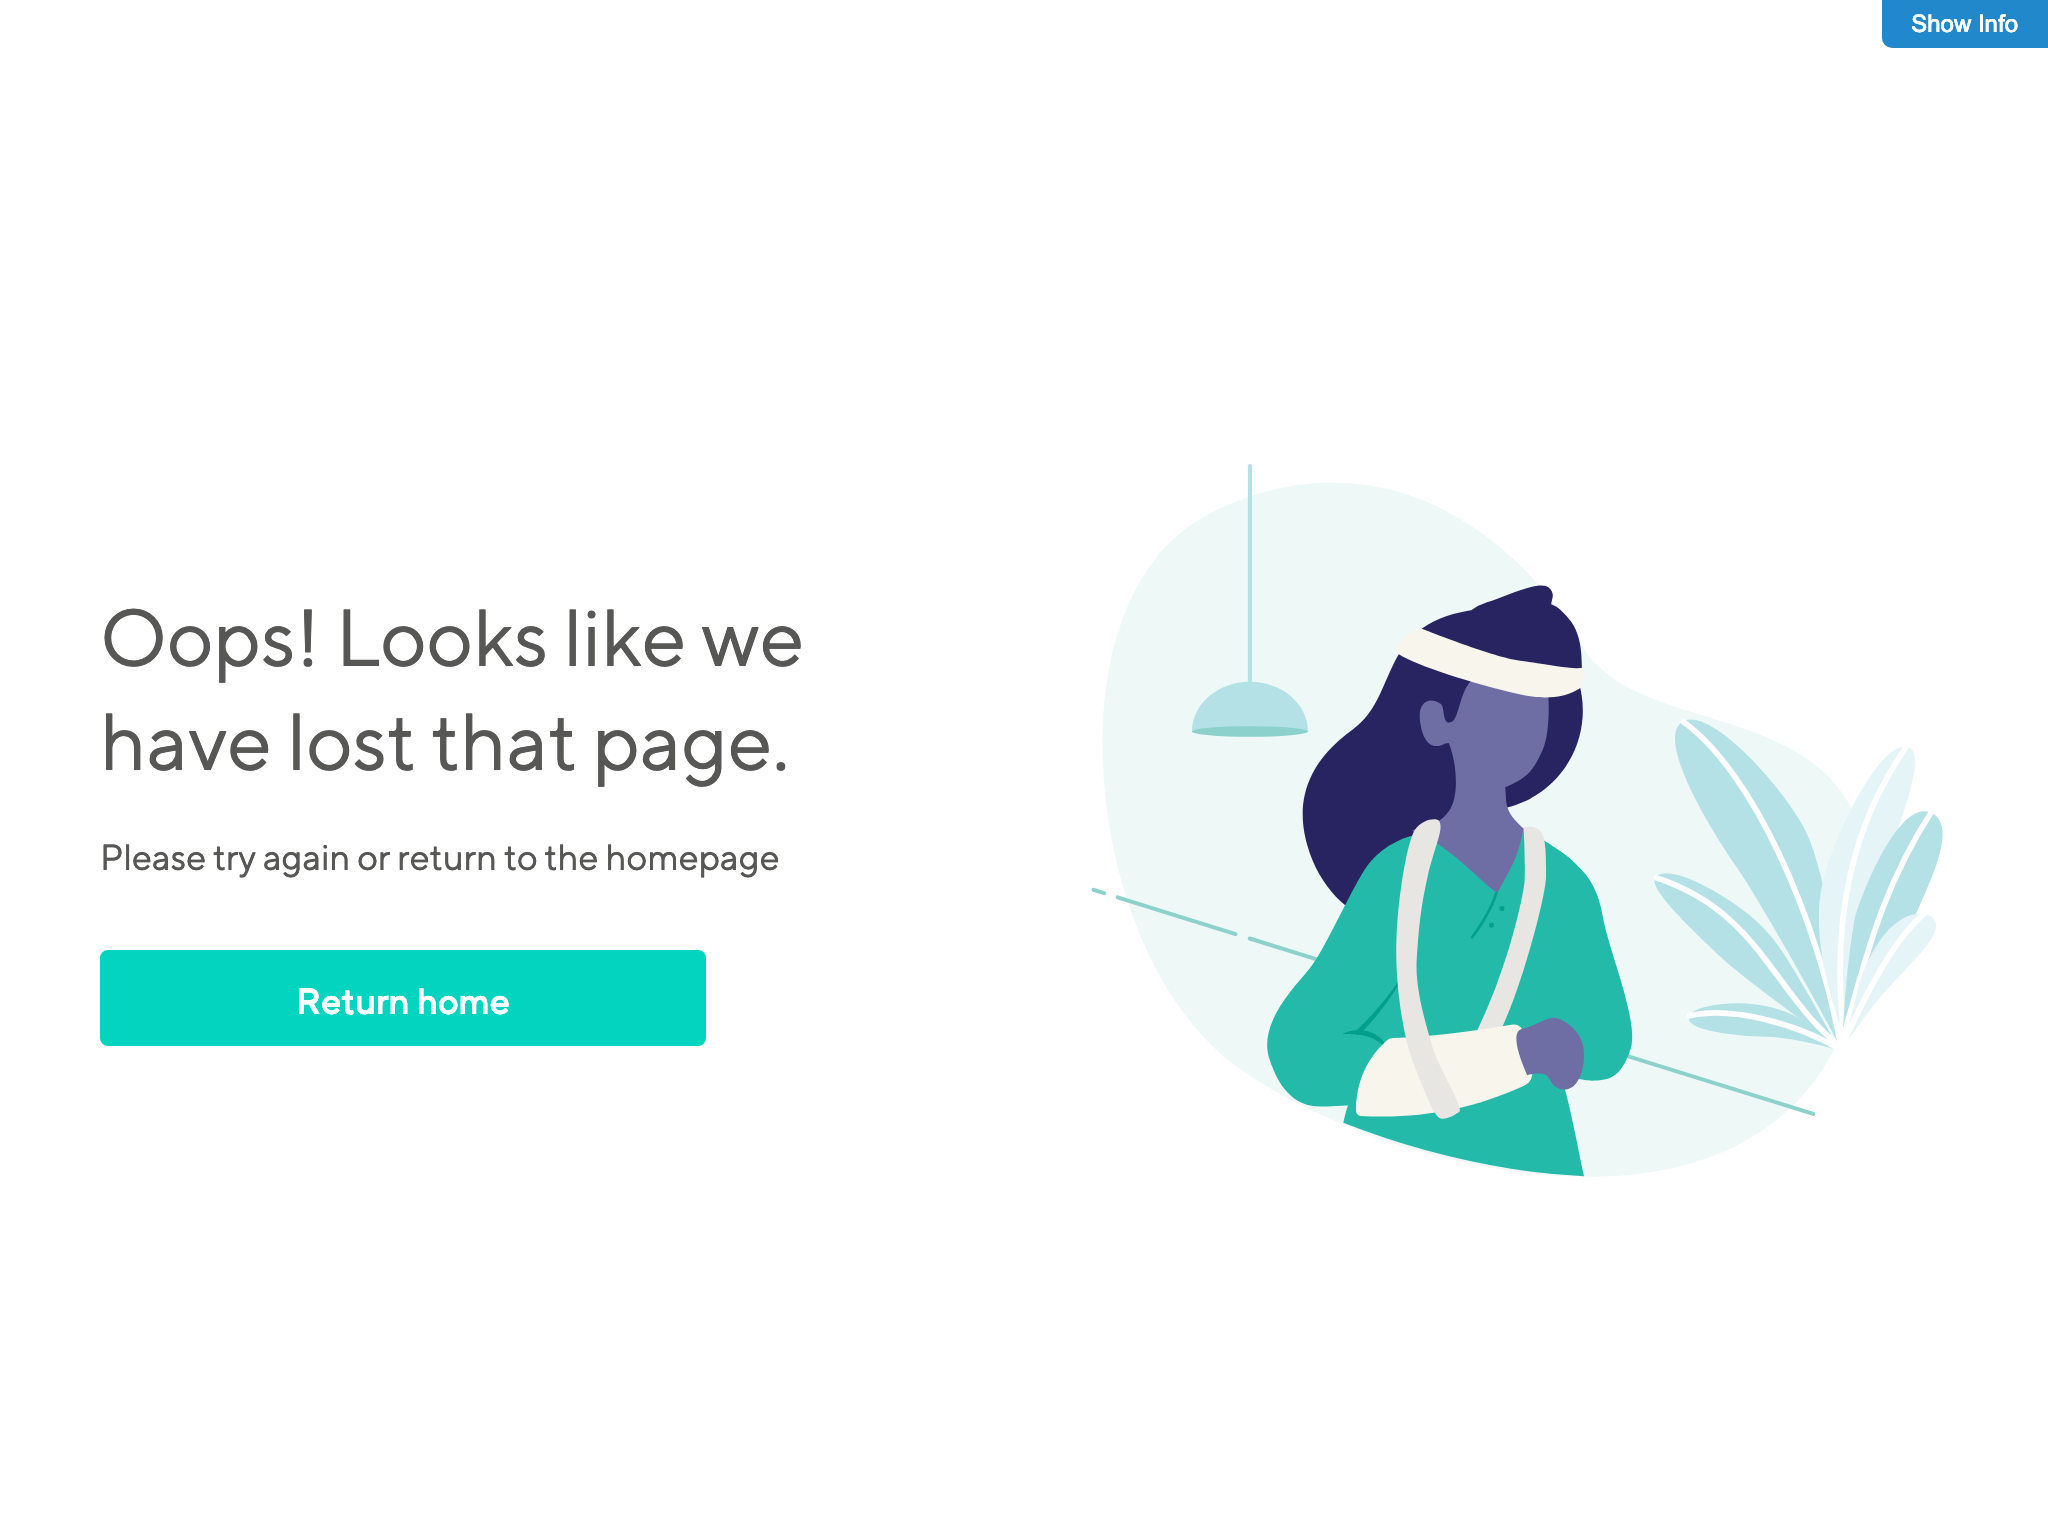 Show Info
Oops! Looks like we
have lost that page.
Please try again or return to the homepage
Return home